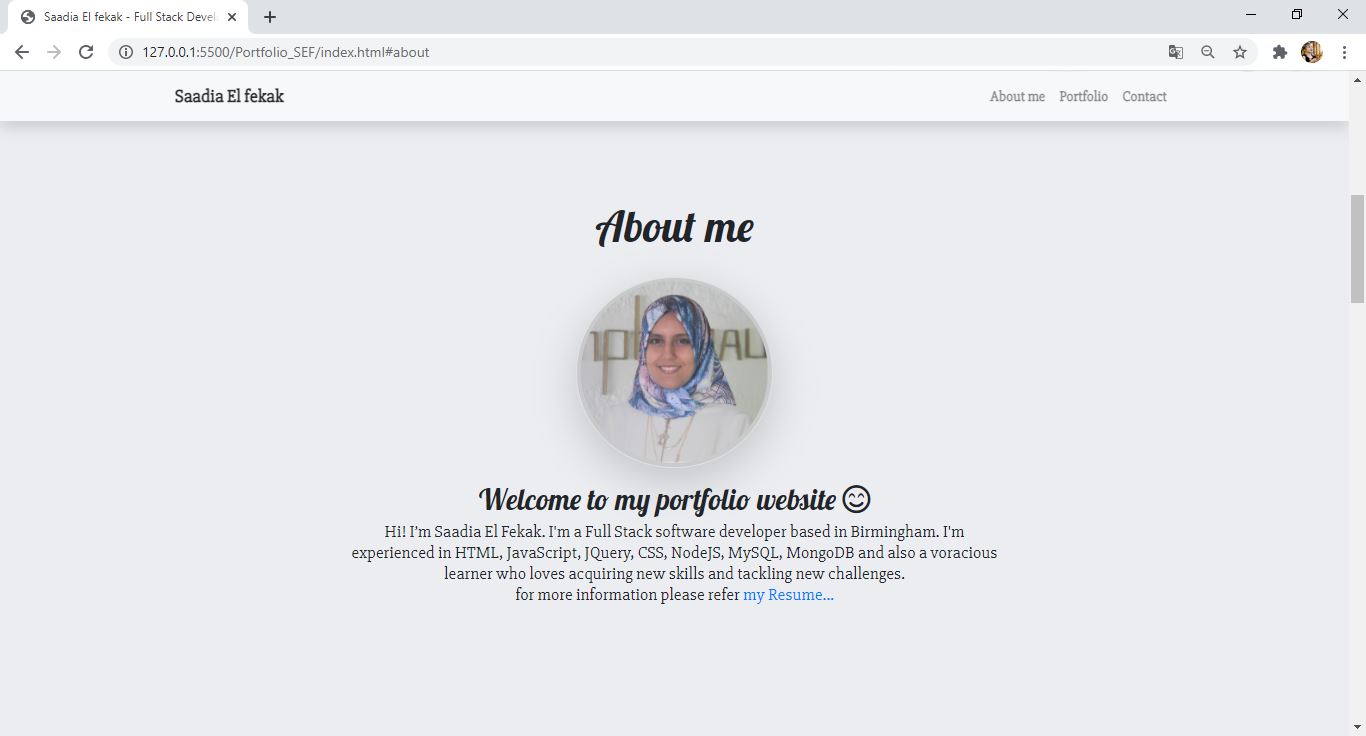 Saadia El fekak - Full Stack Devel
127.0.0.1:5500/Portfolio_SEF/index.html#about
Saadia El fekak
About me Portfolio Contact
About me
Welcome to my portfolio website 😊
Hi! I'm Saadia El Fekak. I'm a Full Stack software developer based in Birmingham. I'm
experienced in HTML, JavaScript, JQuery, CSS, NodeJS, MySQL, MongoDB and also a voracious
learner who loves acquiring new skills and tackling new challenges.
for more information please refer my Resume...